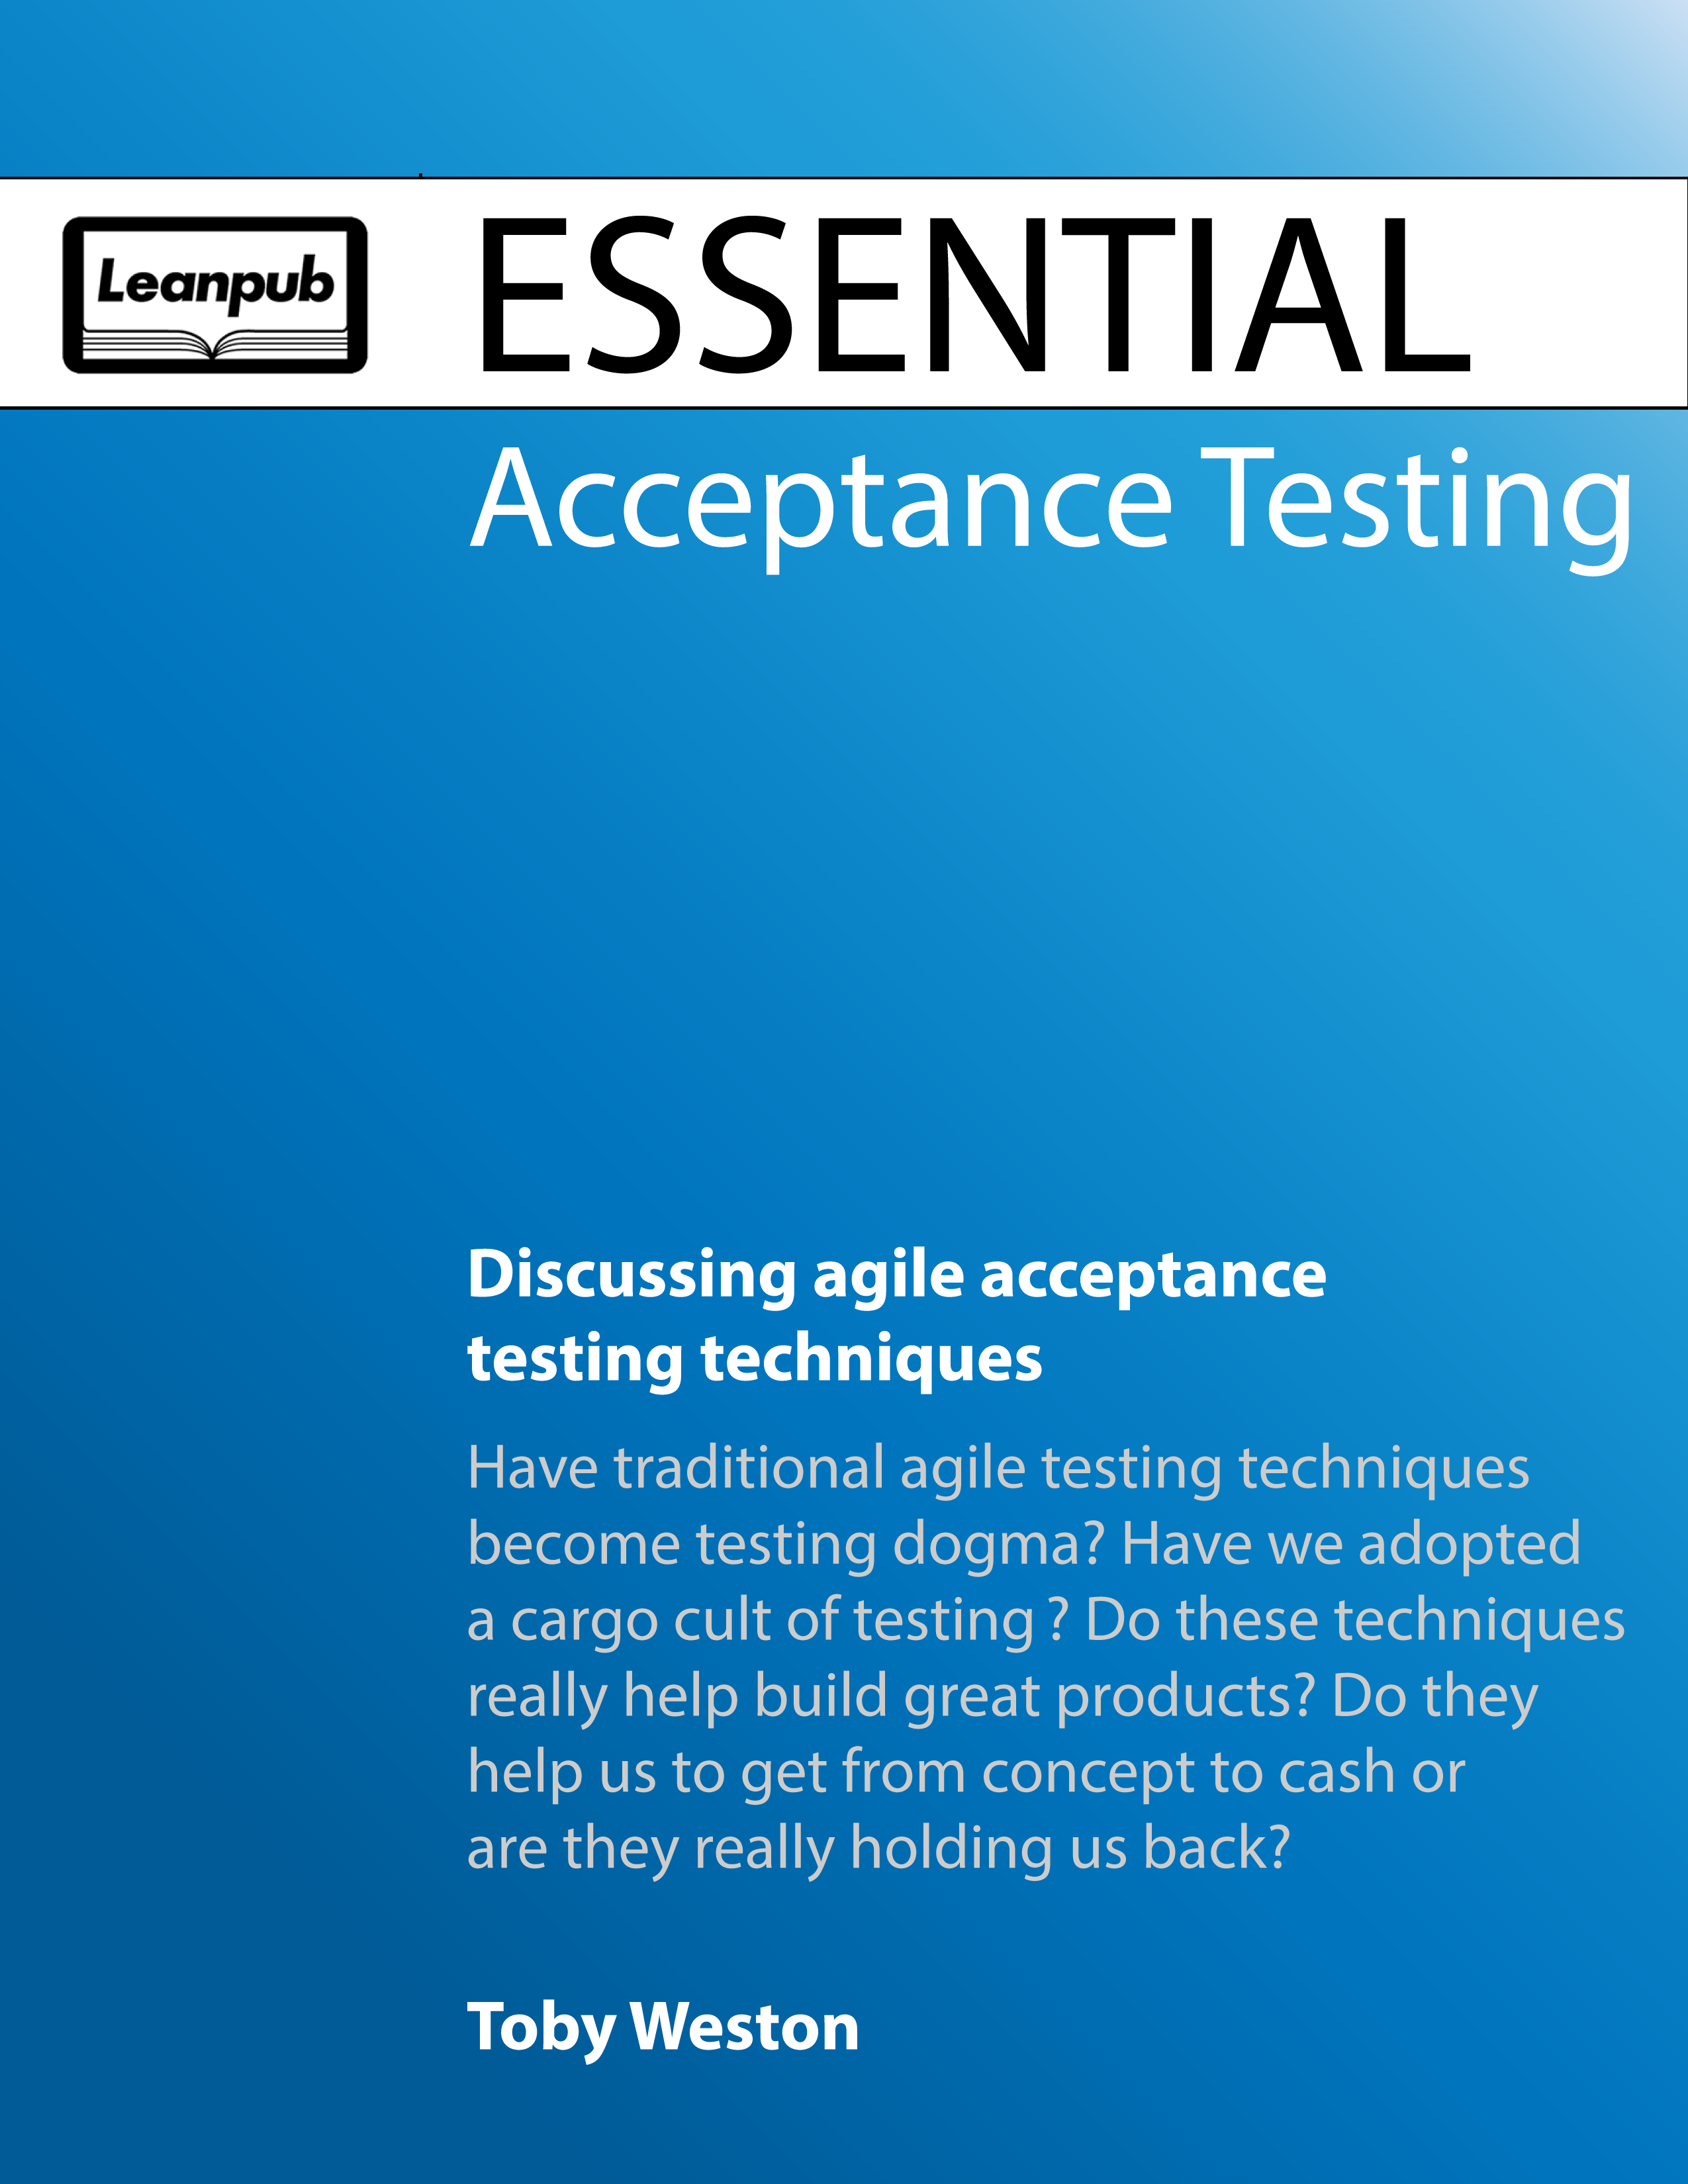 Leanpub
ESSENTIAL
Acceptance Testing
Discussing agile acceptance
testing techniques
Have traditional agile testing techniques
become testing dogma? Have we adopted
a cargo cult of testing ? Do these techniques
really help build great products? Do they
help us to get from concept to cash or
are they really holding us back?
Toby Weston